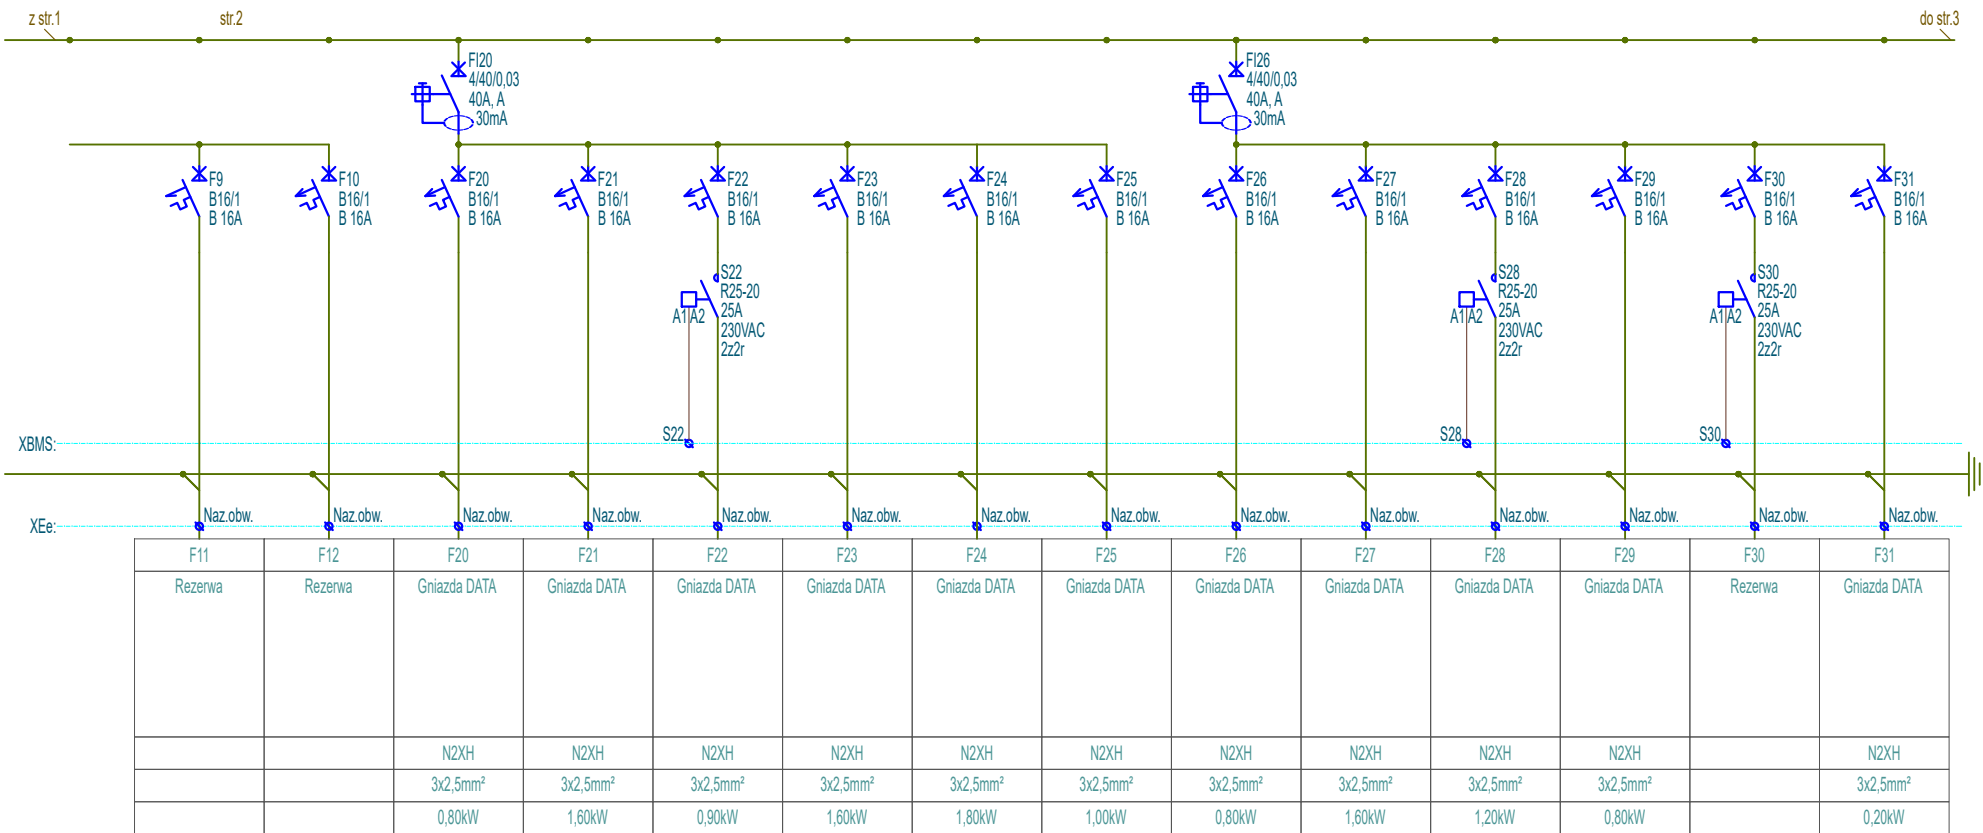 z str.1
str.2
do str.3
FI20
4/40/0,03
40A, A
30mA
FI26
4/40/0,03
40A, A
30mA
F9
B16/1
B 16A
F10
B16/1
B 16A
F20
B16/1
B 16A
F21
B16/1
B 16A
F22
B16/1
B 16A
F23
B16/1
B 16A
F24
B16/1
B 16A
F25
B16/1
B 16A
F26
B16/1
B 16A
F27
B16/1
B 16A
F28
B16/1
B 16A
F29
B16/1
B 16A
F30
B16/1
B 16A
F31
B16/1
B 16A
S22
R25-20
25A
230VAC
2z2r
A1 A2
S28
R25-20
25A
230VAC
2z2r
A1 A2
S30
R25-20
25A
230VAC
2z2r
A1 A2
XBMS: S22 S28 S30
XEe: Naz.obw. Naz.obw. Naz.obw. Naz.obw. Naz.obw. Naz.obw. Naz.obw. Naz.obw. Naz.obw. Naz.obw. Naz.obw. Naz.obw. Naz.obw. Naz.obw.
F11 F12 F20 F21 F22 F23 F24 F25 F26 F27 F28 F29 F30 F31
Rezerwa Rezerwa Gniazda DATA Gniazda DATA Gniazda DATA Gniazda DATA Gniazda DATA Gniazda DATA Gniazda DATA Gniazda DATA Gniazda DATA Gniazda DATA Rezerwa Gniazda DATA
N2XH N2XH N2XH N2XH N2XH N2XH N2XH N2XH N2XH N2XH N2XH
3x2,5mm² 3x2,5mm² 3x2,5mm² 3x2,5mm² 3x2,5mm² 3x2,5mm² 3x2,5mm² 3x2,5mm² 3x2,5mm² 3x2,5mm² 3x2,5mm²
0,80kW 1,60kW 0,90kW 1,60kW 1,80kW 1,00kW 0,80kW 1,60kW 1,20kW 0,80kW 0,20kW